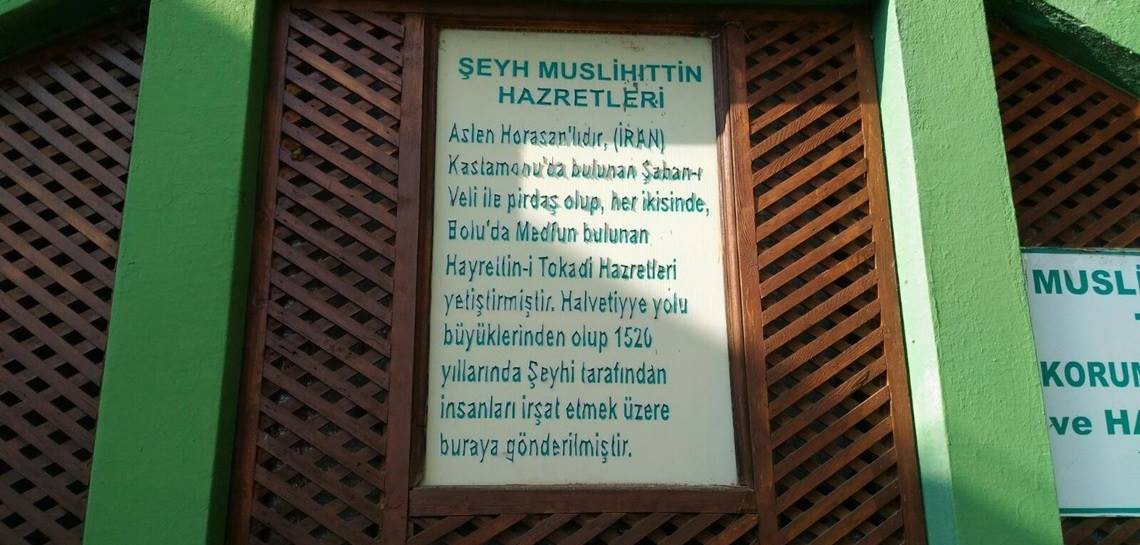 ŞEYH MUSLİHİTTİN
HAZRETLERİ
Aslen Horasan'lıdır, (İRAN)
Kastamonu'da bulunan Şaban-ı
Veli ile pirdaş olup, her ikisinde,
Bolu'da Medfun bulunan
Hayrettin-i Tokadi Hazretleri
yetiştirmiştir. Halvetiyye yolu
büyüklerinden olup 1520
yıllarında Şeyhi tarafından
insanları irşat etmek üzere
buraya gönderilmiştir.
MUSLİ
KORUM
ve HA